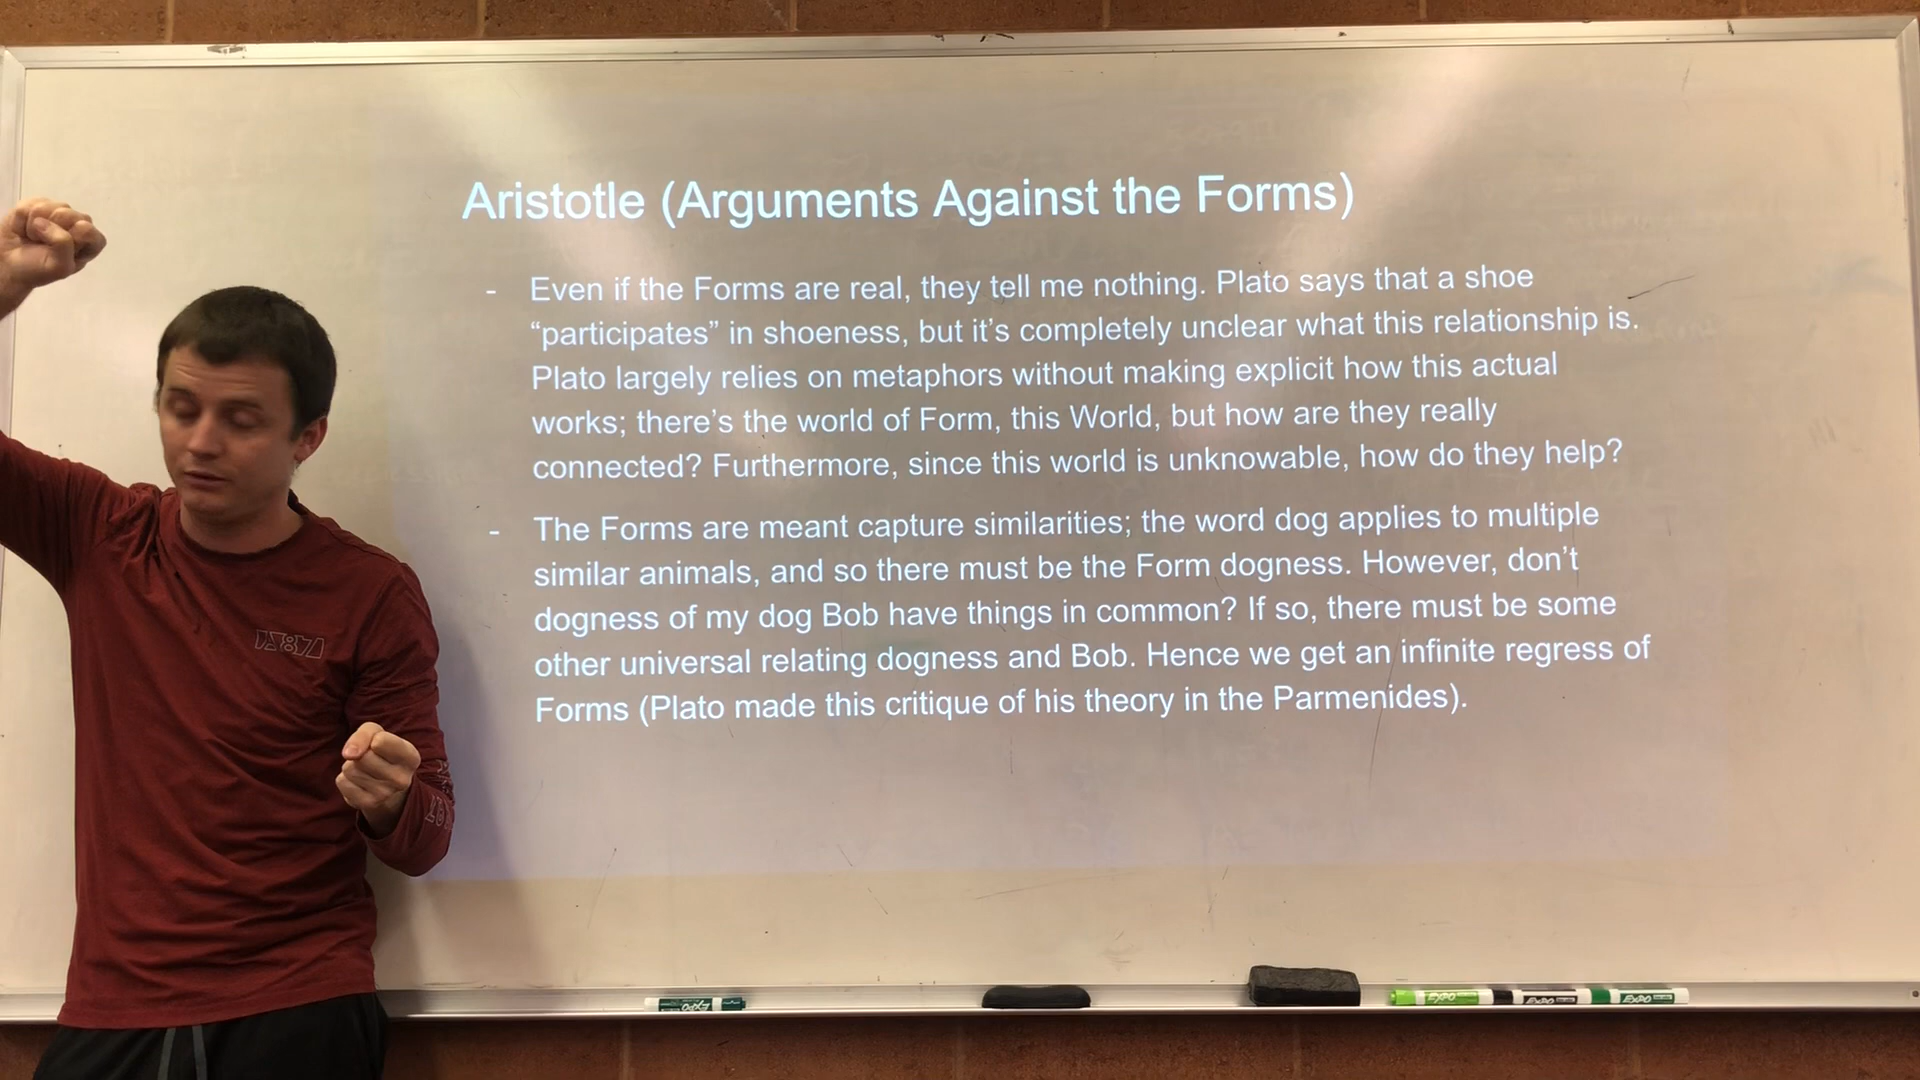 Aristotle (Arguments Against the Forms)
- Even if the Forms are real, they tell me nothing. Plato says that a shoe
“participates” in shoeness, but it’s completely unclear what this relationship is.
Plato largely relies on metaphors without making explicit how this actual
works; there’s the world of Form, this World, but how are they really
connected? Furthermore, since this world is unknowable, how do they help?
- The Forms are meant capture similarities; the word dog applies to multiple
similar animals, and so there must be the Form dogness. However, don’t
dogness of my dog Bob have things in common? If so, there must be some
other universal relating dogness and Bob. Hence we get an infinite regress of
Forms (Plato made this critique of his theory in the Parmenides).
EXPO
EXPO
EXPO
EXPO